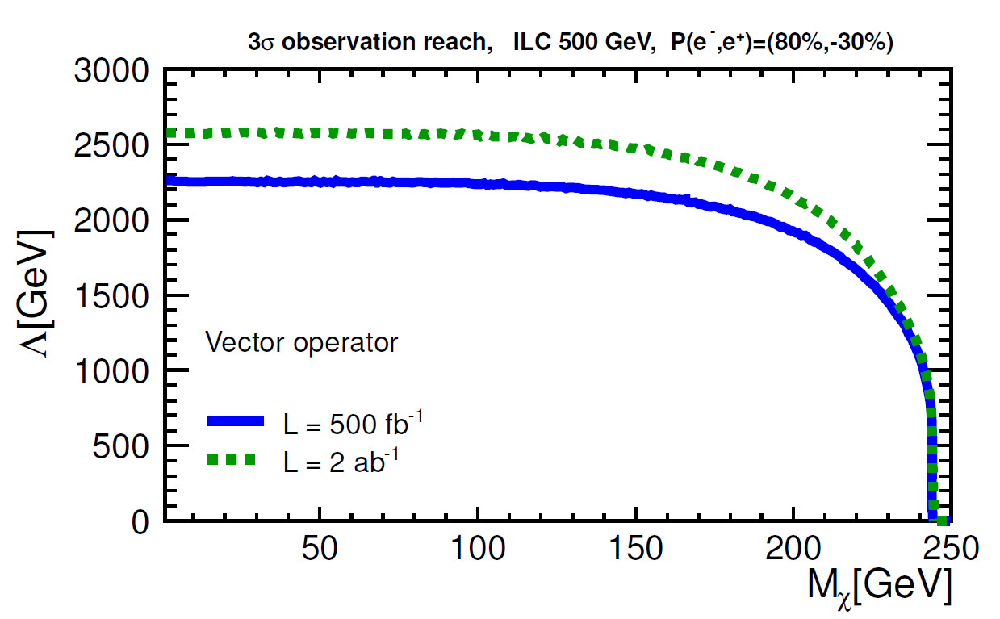 3σ observation reach, ILC 500 GeV, P(e⁻,e⁺)=(80%,-30%)
3000
2500
2000
1500
1000
500
0
Λ[GeV]
Vector operator
L = 500 fb⁻¹
L = 2 ab⁻¹
50 100 150 200 250
Mχ[GeV]